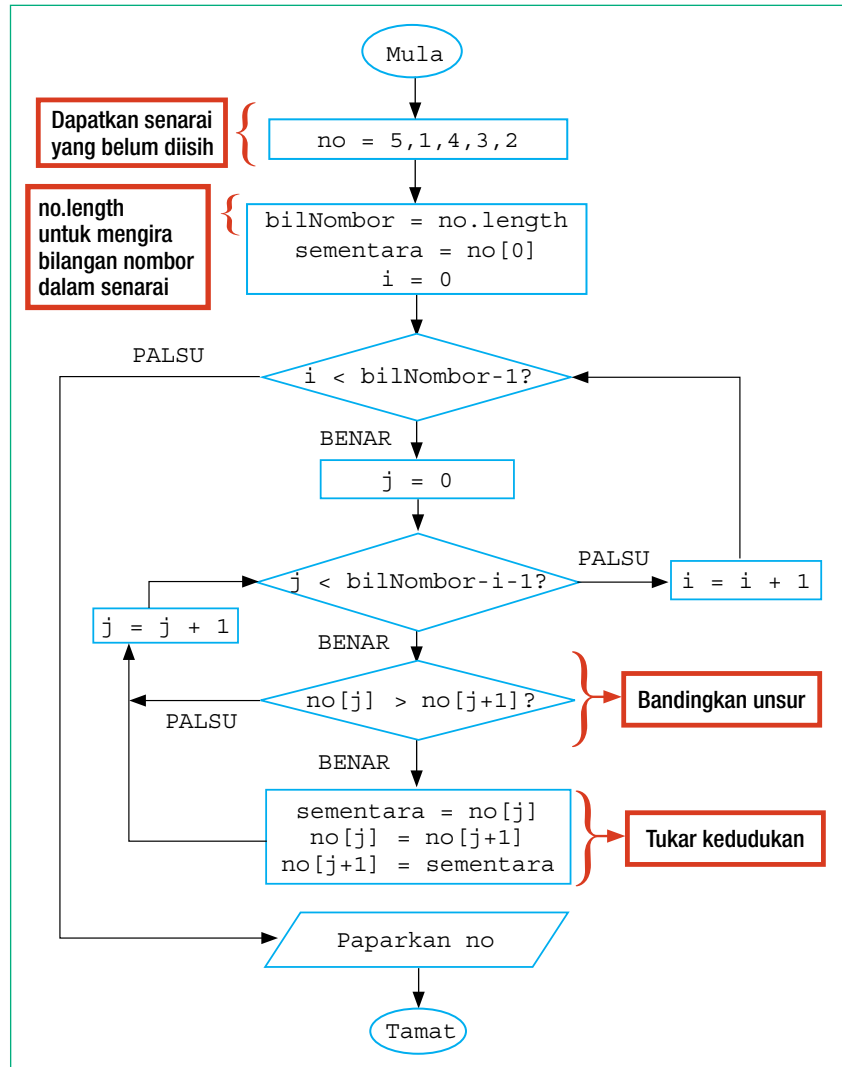 Mula
Dapatkan senarai
yang belum diisih
no = 5,1,4,3,2
no.length
untuk mengira
bilangan nombor
dalam senarai
bilNombor = no.length
sementara = no[0]
i = 0
PALSU
i < bilNombor-1?
BENAR
j = 0
j < bilNombor-i-1?
PALSU
i = i + 1
j = j + 1
BENAR
no[j] > no[j+1]?
Bandingkan unsur
PALSU
BENAR
sementara = no[j]
no[j] = no[j+1]
no[j+1] = sementara
Tukar kedudukan
Paparkan no
Tamat